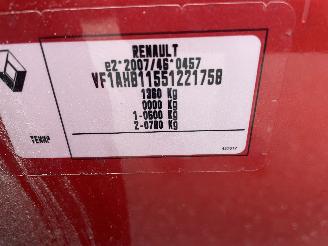 RENAULT
e2*2007/46*0457
VF1AHB11551221758
1360 Kg
0000 Kg
1-0600 Kg
2-0780 Kg